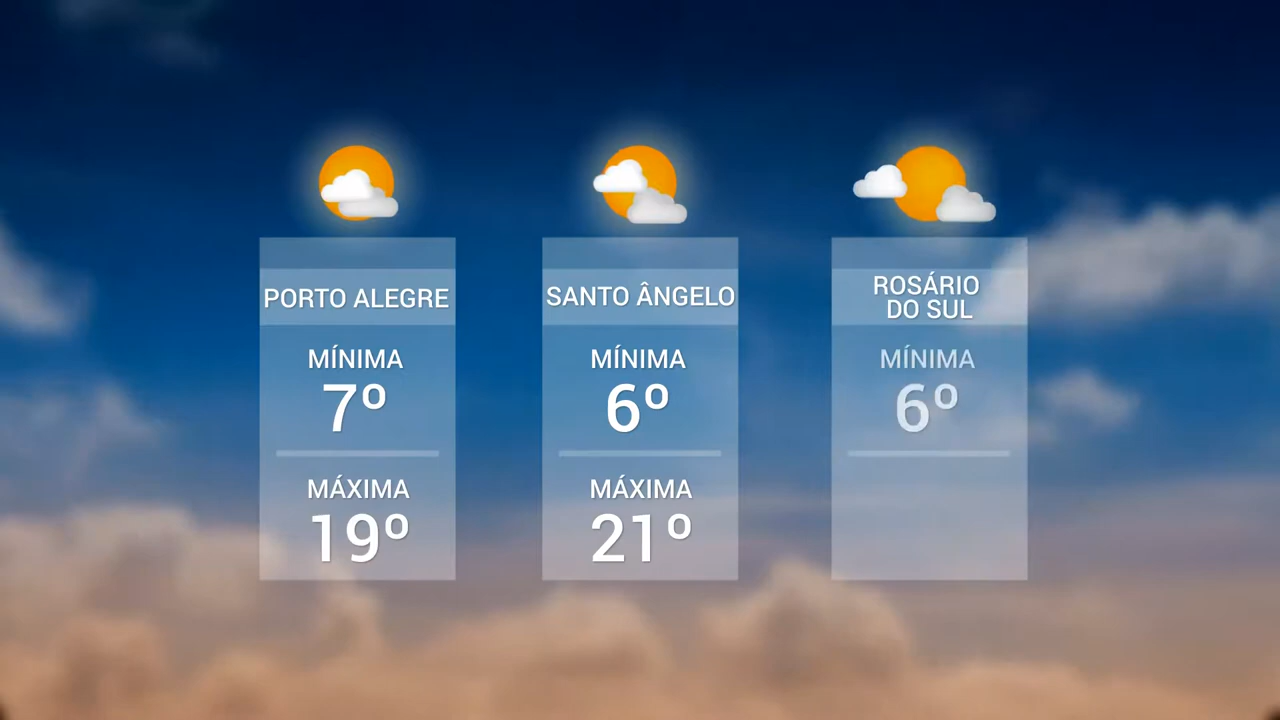 PORTO ALEGRE
MÍNIMA
7º
MÁXIMA
19º
SANTO ÂNGELO
MÍNIMA
6º
MÁXIMA
21º
ROSÁRIO
DO SUL
MÍNIMA
6º